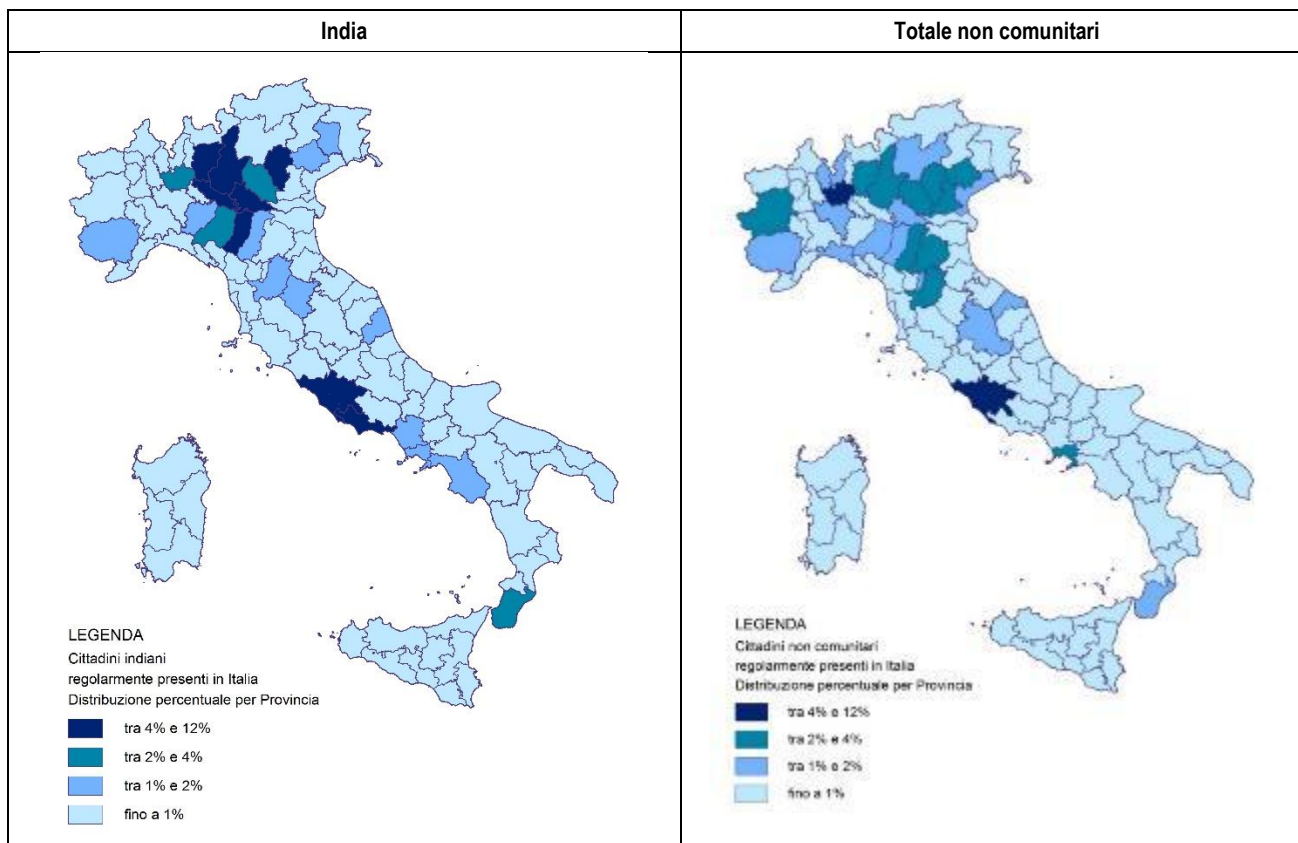 India
Totale non comunitari
LEGENDA
Cittadini indiani
regolarmente presenti in Italia
Distribuzione percentuale per Provincia
tra 4% e 12%
tra 2% e 4%
tra 1% e 2%
fino a 1%
LEGENDA
Cittadini non comunitari
regolarmente presenti in Italia
Distribuzione percentuale per Provincia
tra 4% e 12%
tra 2% e 4%
tra 1% e 2%
fino a 1%